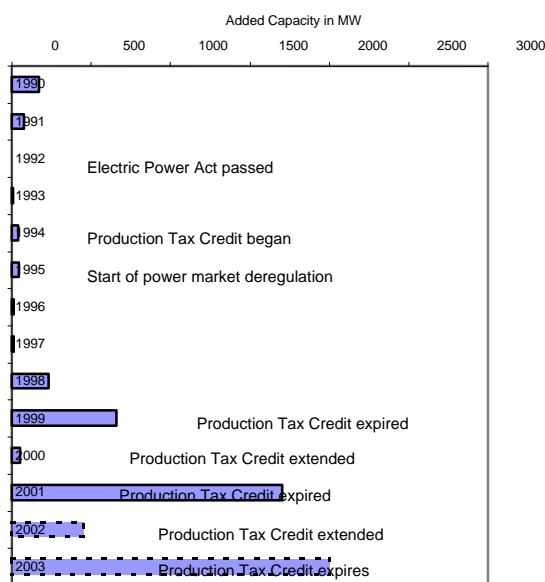 Added Capacity in MW
0 500 1000 1500 2000 2500 3000
1990
1991
1992 Electric Power Act passed
1993
1994 Production Tax Credit began
1995 Start of power market deregulation
1996
1997
1998
1999 Production Tax Credit expired
2000 Production Tax Credit extended
2001 Production Tax Credit expired
2002 Production Tax Credit extended
2003 Production Tax Credit expires